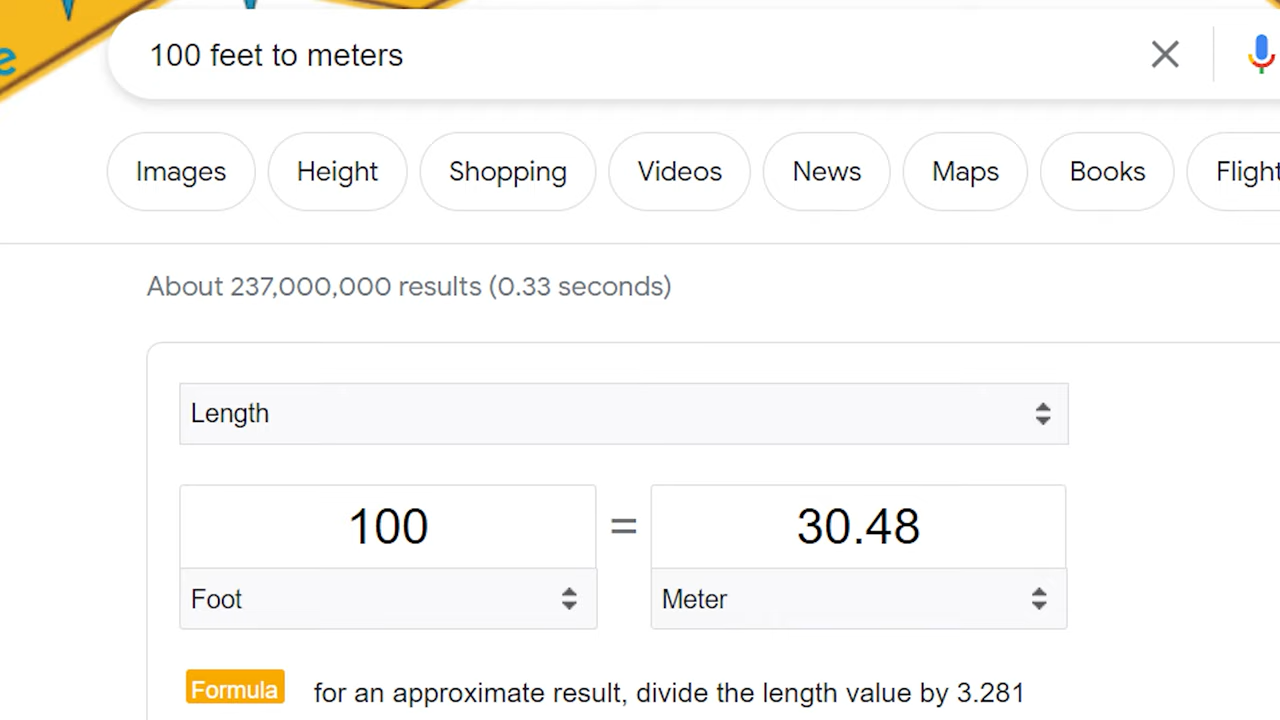 e
100 feet to meters
Images Height Shopping Videos News Maps Books Flight
About 237,000,000 results (0.33 seconds)
Length
100 = 30.48
Foot Meter
Formula for an approximate result, divide the length value by 3.281